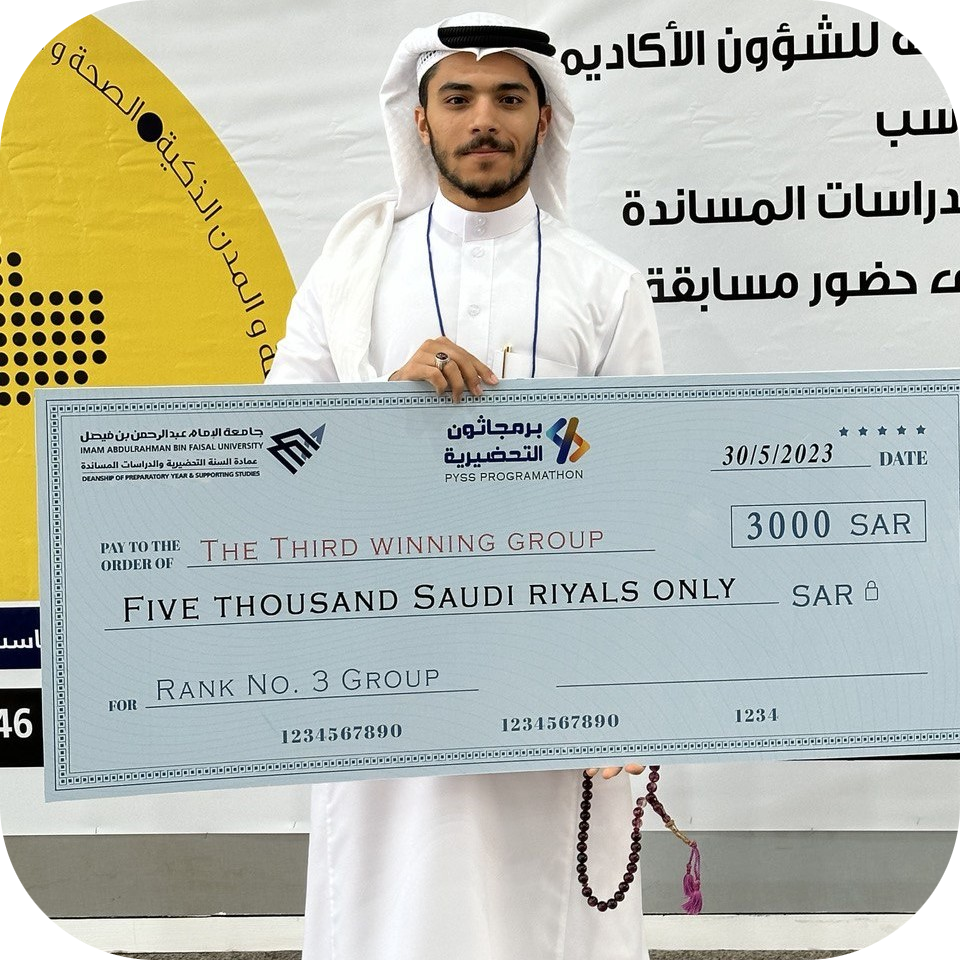 للشؤون الأكاديم
سب
دراسات المساندة
حضور مسابقة
الصحة و
المدن الذكية
و
جامعة الإمام عبدالرحمن بن فيصل
IMAM ABDULRAHMAN BIN FAISAL UNIVERSITY
عمادة السنة التحضيرية والدراسات المساندة
DEANSHIP OF PREPARATORY YEAR & SUPPORTING STUDIES
برمجاثون
التحضيرية
PYSS PROGRAMATHON
30/5/2023 DATE
3000 SAR
PAY TO THE
ORDER OF THE THIRD WINNING GROUP
FIVE THOUSAND SAUDI RIYALS ONLY SAR
FOR RANK NO. 3 GROUP
1234567890 1234567890 1234
46